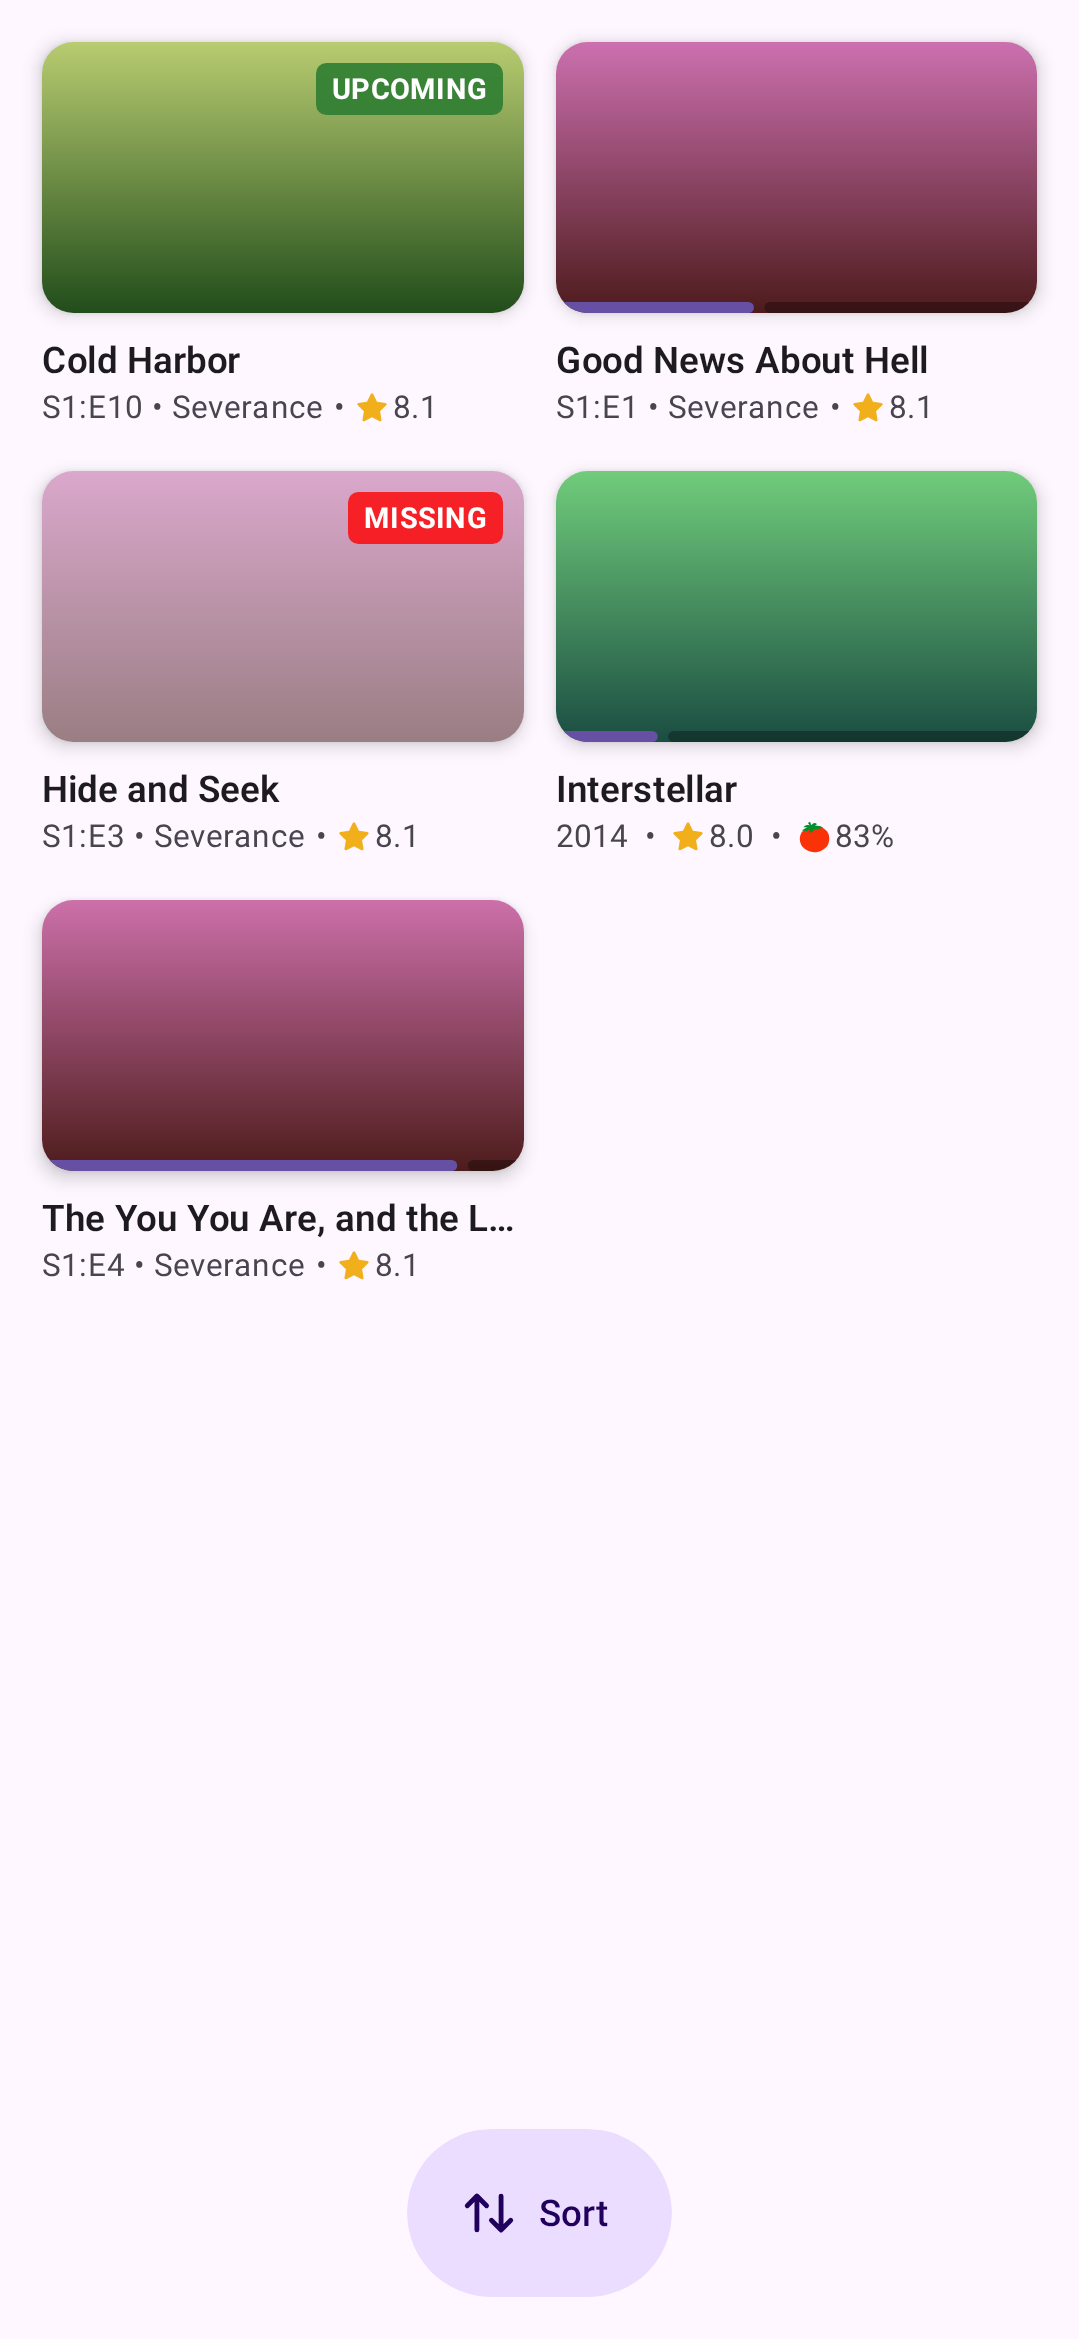 UPCOMING
Cold Harbor
S1:E10 • Severance • 8.1
Good News About Hell
S1:E1 • Severance • 8.1
MISSING
Hide and Seek
S1:E3 • Severance • 8.1
Interstellar
2014 • 8.0 • 83%
The You You Are, and the L...
S1:E4 • Severance • 8.1
Sort